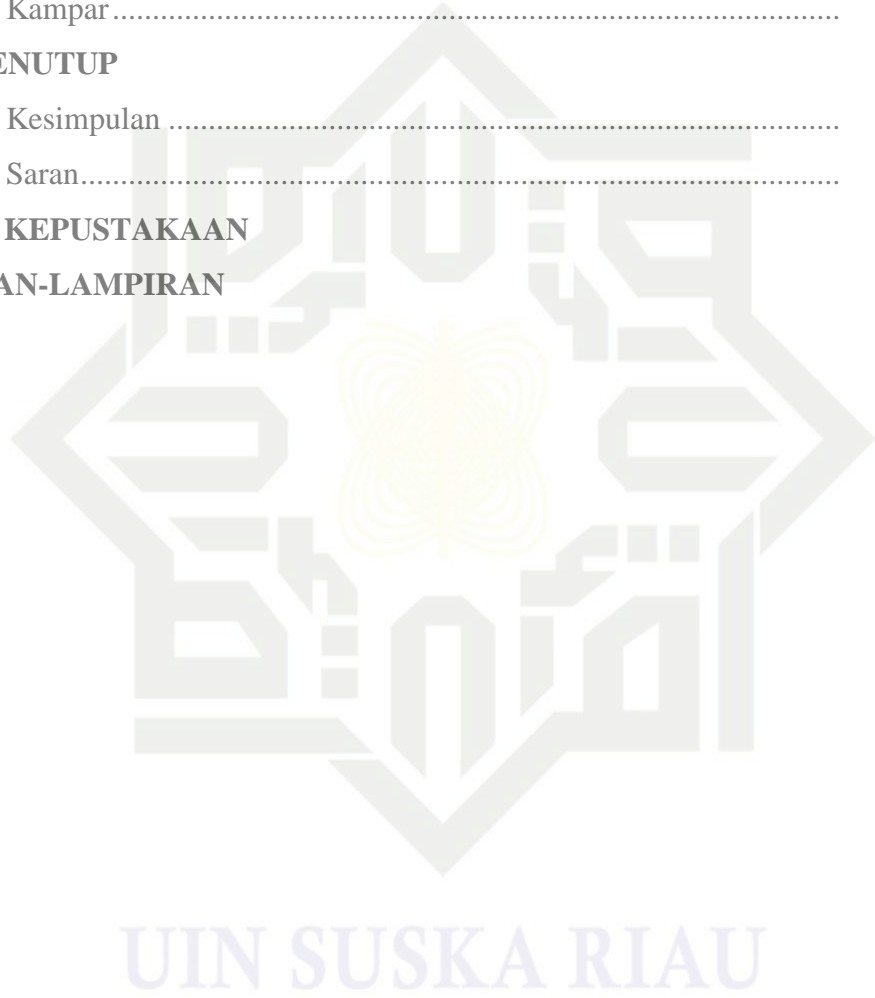 Kampar ..........................................................................................
ENUTUP
Kesimpulan ...................................................................................
Saran..............................................................................................
KEPUSTAKAAN
AN-LAMPIRAN
UIN SUSKA RIAU